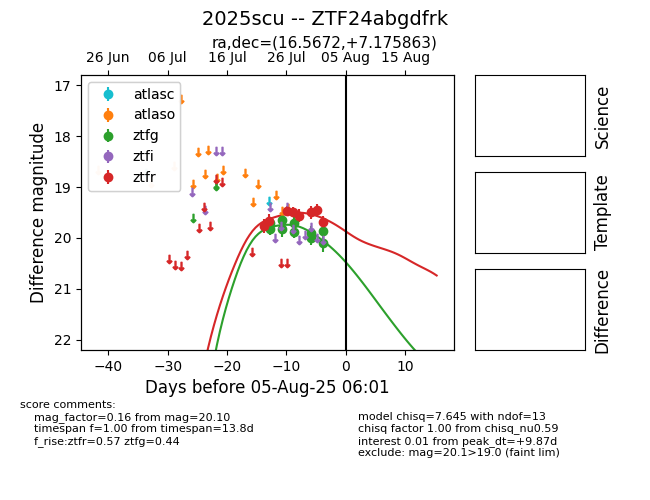 2025scu -- ZTF24abgdfrk
ra,dec=(16.5672,+7.175863)
26 Jun 06 Jul 16 Jul 26 Jul 05 Aug 15 Aug
17
18
19
20
21
22
Difference magnitude
atlasc
atlaso
ztfg
ztfi
ztfr
−40 −30 −20 −10 0 10
Days before 05-Aug-25 06:01
Science
Template
Difference
score comments:
mag_factor=0.16 from mag=20.10
timespan f=1.00 from timespan=13.8d
f_rise:ztfr=0.57 ztfg=0.44
model chisq=7.645 with ndof=13
chisq factor 1.00 from chisq_nu0.59
interest 0.01 from peak_dt=+9.87d
exclude: mag=20.1>19.0 (faint lim)